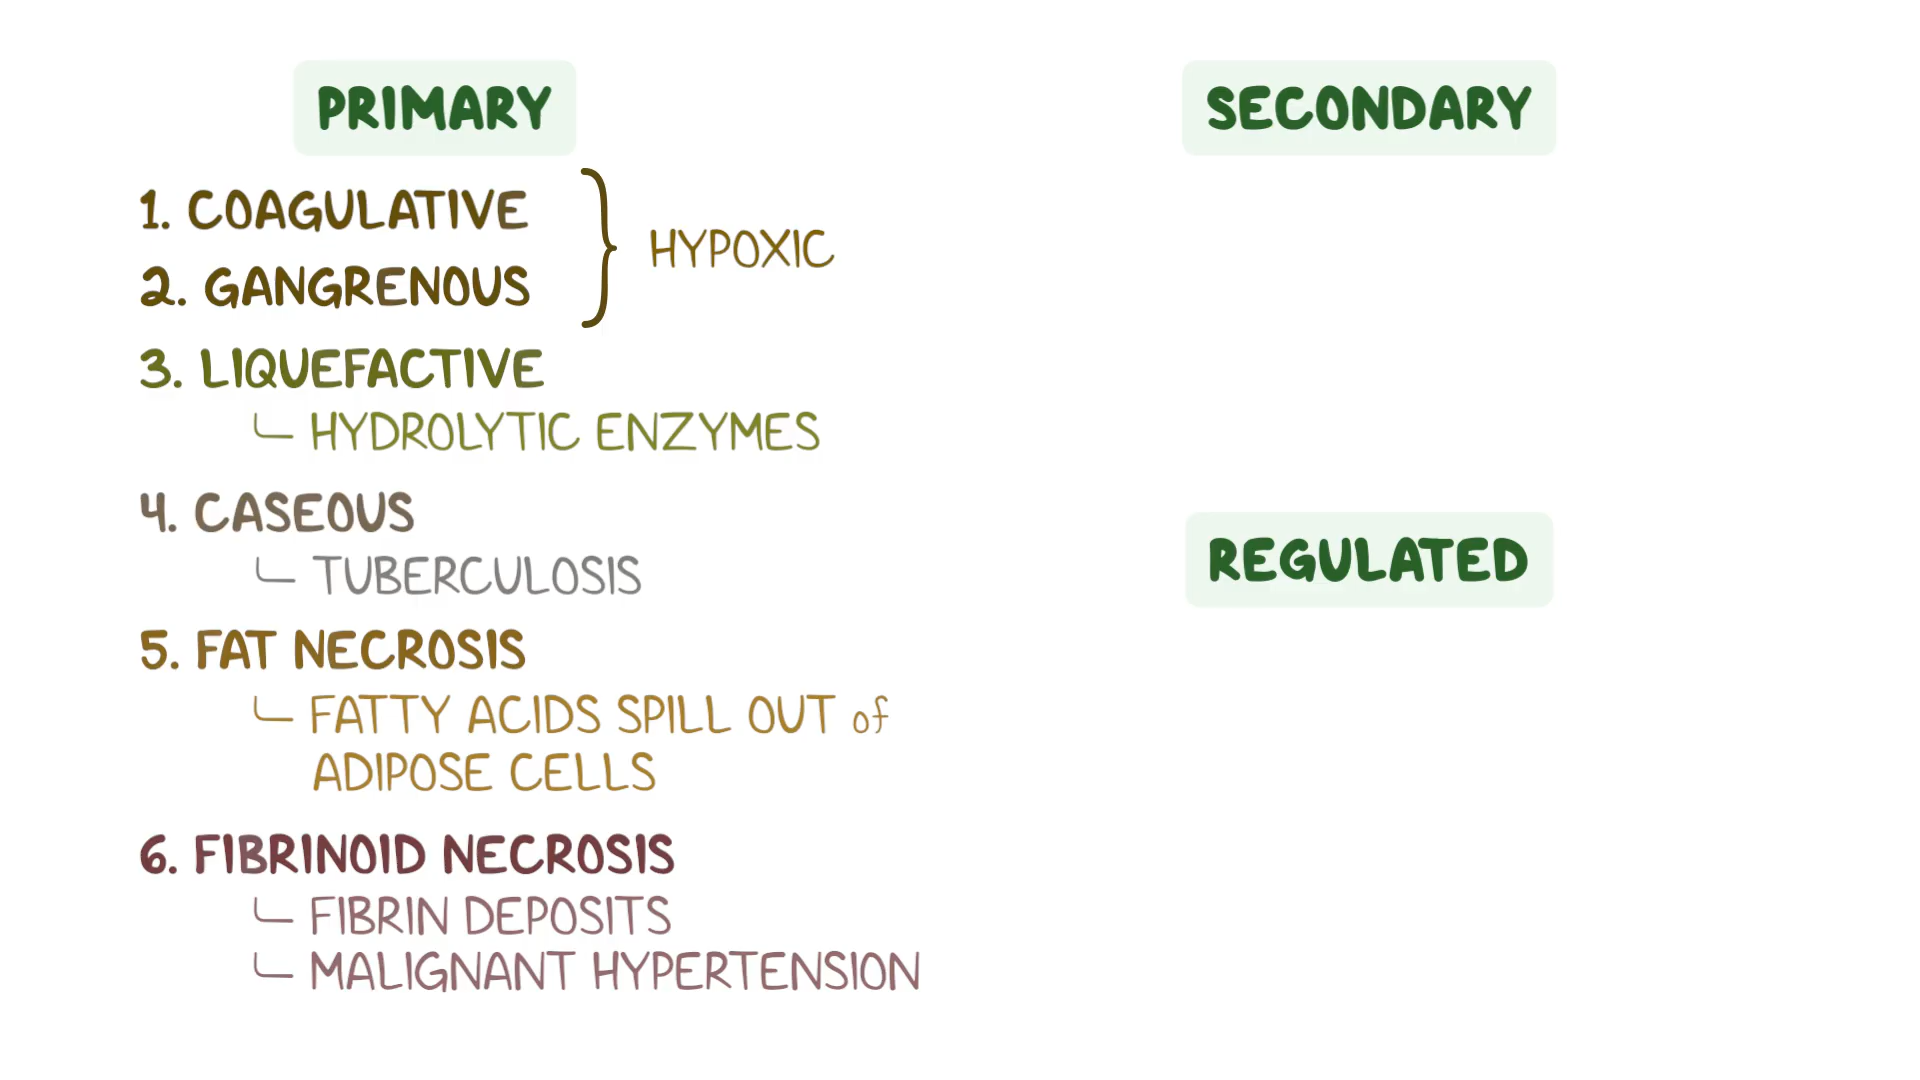 PRIMARY
1. COAGULATIVE
2. GANGRENOUS
HYPOXIC
3. LIQUEFACTIVE
HYDROLYTIC ENZYMES
4. CASEOUS
TUBERCULOSIS
5. FAT NECROSIS
FATTY ACIDS SPILL OUT of
ADIPOSE CELLS
6. FIBRINOID NECROSIS
FIBRIN DEPOSITS
MALIGNANT HYPERTENSION
SECONDARY
REGULATED